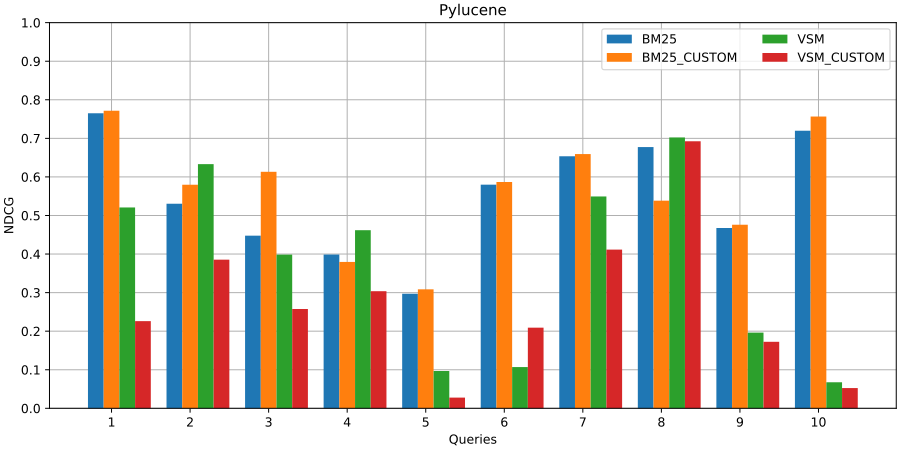 Pylucene
BM25
BM25_CUSTOM
VSM
VSM_CUSTOM
NDCG
1.0
0.9
0.8
0.7
0.6
0.5
0.4
0.3
0.2
0.1
0.0
1 2 3 4 5 6 7 8 9 10
Queries